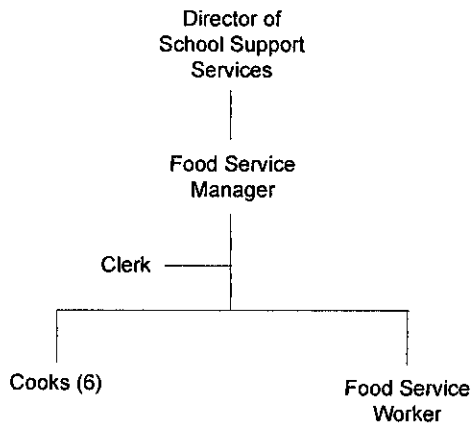 Director of
School Support
Services
Food Service
Manager
Clerk
Cooks (6)
Food Service
Worker